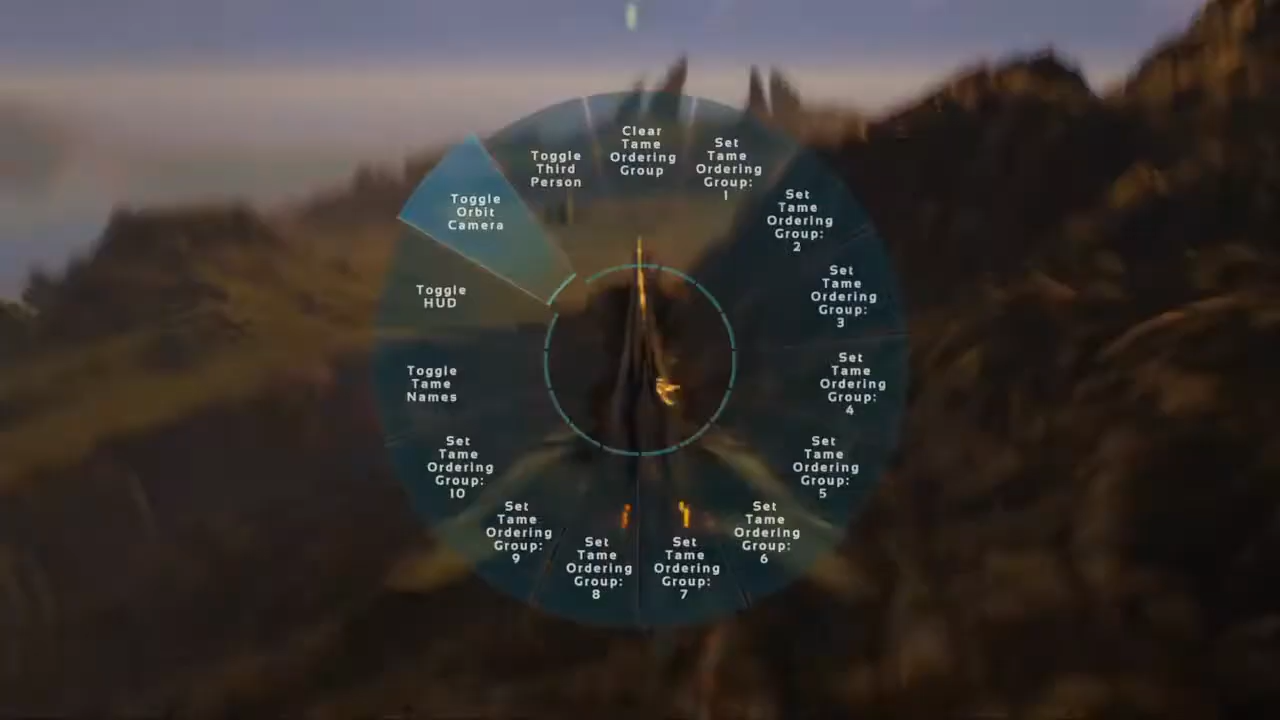 Clear
Tame
Ordering
Group
Set
Tame
Ordering
Group:
1
Set
Tame
Ordering
Group:
2
Set
Tame
Ordering
Group:
3
Set
Tame
Ordering
Group:
4
Set
Tame
Ordering
Group:
5
Set
Tame
Ordering
Group:
6
Set
Tame
Ordering
Group:
7
Set
Tame
Ordering
Group:
8
Set
Tame
Ordering
Group:
9
Set
Tame
Ordering
Group:
10
Toggle
Tame
Names
Toggle
HUD
Toggle
Orbit
Camera
Toggle
Third
Person